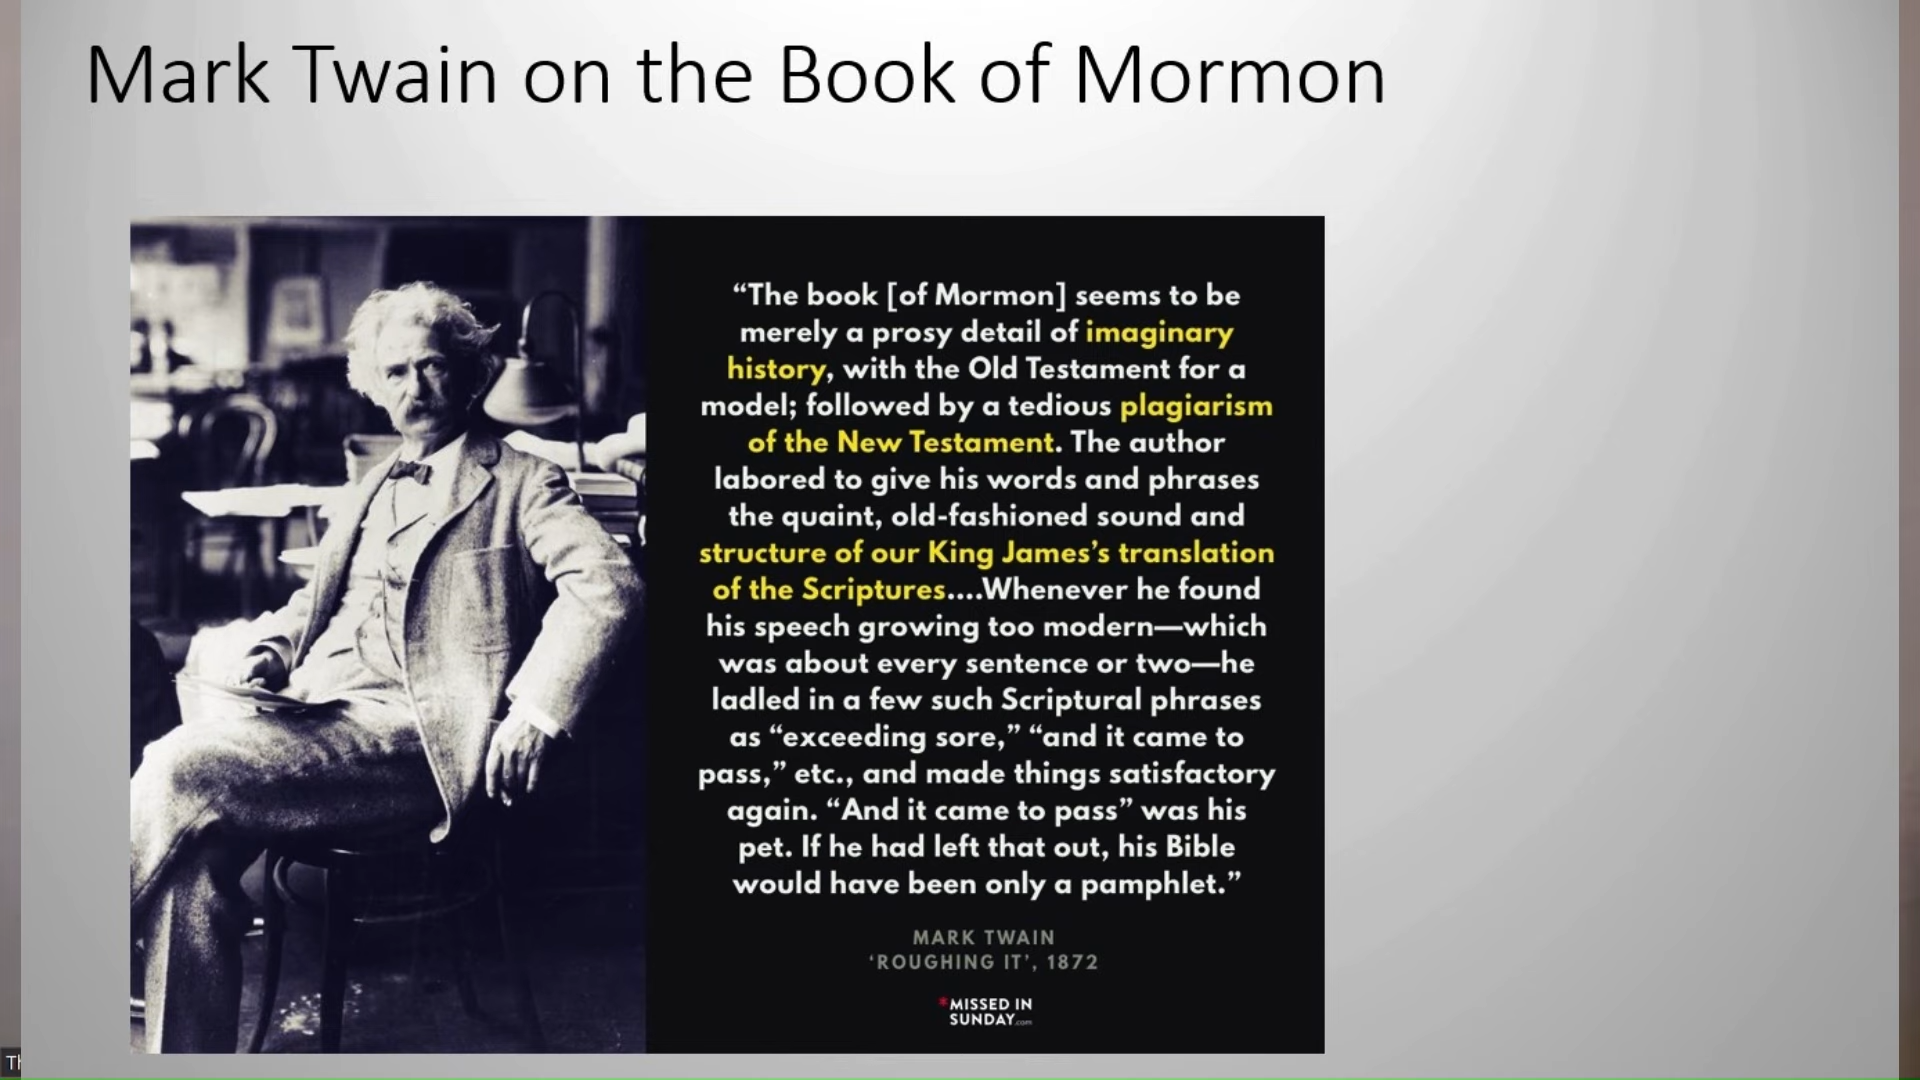 Mark Twain on the Book of Mormon
“The book [of Mormon] seems to be
merely a prosy detail of imaginary
history, with the Old Testament for a
model; followed by a tedious plagiarism
of the New Testament. The author
labored to give his words and phrases
the quaint, old-fashioned sound and
structure of our King James’s translation
of the Scriptures....Whenever he found
his speech growing too modern—which
was about every sentence or two—he
ladled in a few such Scriptural phrases
as “exceeding sore,” “and it came to
pass,” etc., and made things satisfactory
again. “And it came to pass” was his
pet. If he had left that out, his Bible
would have been only a pamphlet.”
MARK TWAIN
‘ROUGHING IT’, 1872
*MISSED IN
SUNDAY.com